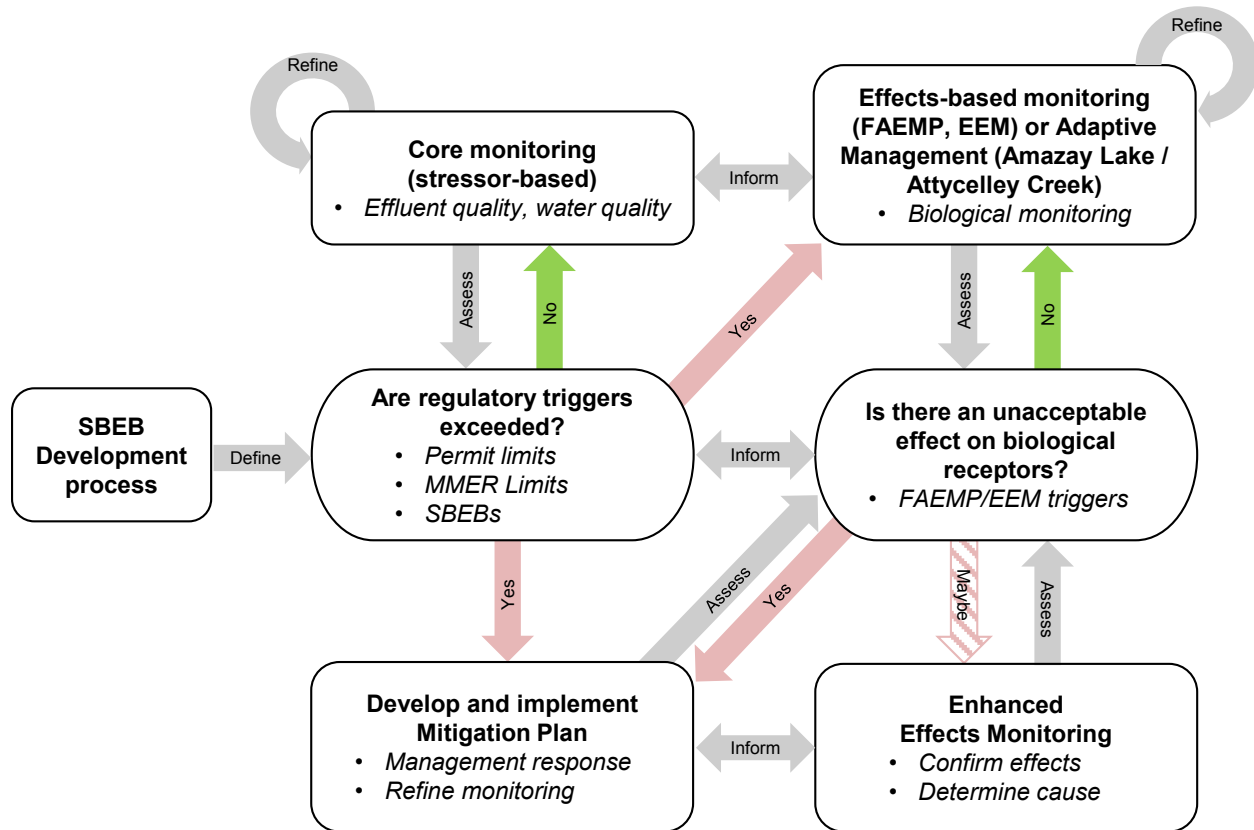 Refine
Refine
Core monitoring
(stressor-based)
• Effluent quality, water quality
Inform
Effects-based monitoring
(FAEMP, EEM) or Adaptive
Management (Amazay Lake /
Attycelley Creek)
• Biological monitoring
Assess
No
Yes
Assess
No
SBEB
Development
process
Define
Are regulatory triggers
exceeded?
• Permit limits
• MMER Limits
• SBEBs
Inform
Is there an unacceptable
effect on biological
receptors?
• FAEMP/EEM triggers
Yes
Assess
Yes
Maybe
Assess
Develop and implement
Mitigation Plan
• Management response
• Refine monitoring
Inform
Enhanced
Effects Monitoring
• Confirm effects
• Determine cause